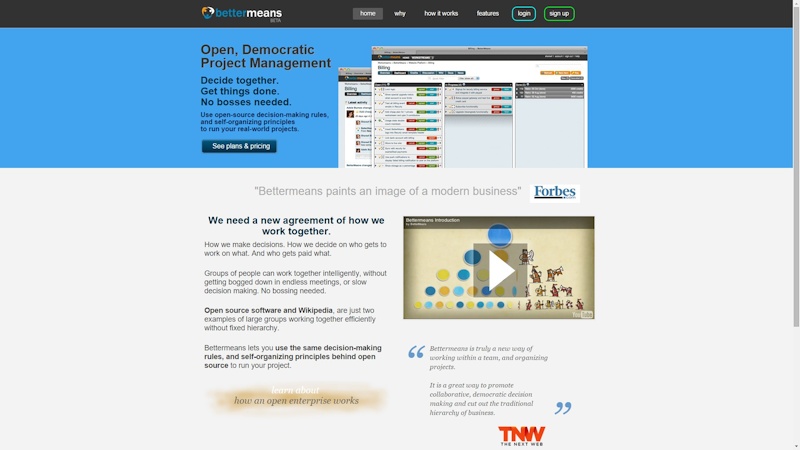 bettermeans
BETA
home why how it works features login sign up
Open, Democratic
Project Management
Decide together.
Get things done.
No bosses needed.
Use open-source decision-making rules,
and self-organizing principles
to run your real-world projects.
See plans & pricing
Billing
Billing
"Bettermeans paints an image of a modern business" Forbes
We need a new agreement of how we
work together.
How we make decisions. How we decide on who gets to
work on what. And who gets paid what.
Groups of people can work together intelligently, without
getting bogged down in endless meetings, or slow
decision making. No bossing needed.
Open source software and Wikipedia, are just two
examples of large groups working together efficiently
without fixed hierarchy.
Bettermeans lets you use the same decision-making
rules, and self-organizing principles behind open
source to run your project.
learn about
how an open enterprise works
Bettermeans Introduction
YouTube
“ Bettermeans is truly a new way of
working within a team, and organizing
projects.
It is a great way to promote
collaborative, democratic decision
making and cut out the traditional
hierarchy of business. ”
TNW
THE NEXT WEB